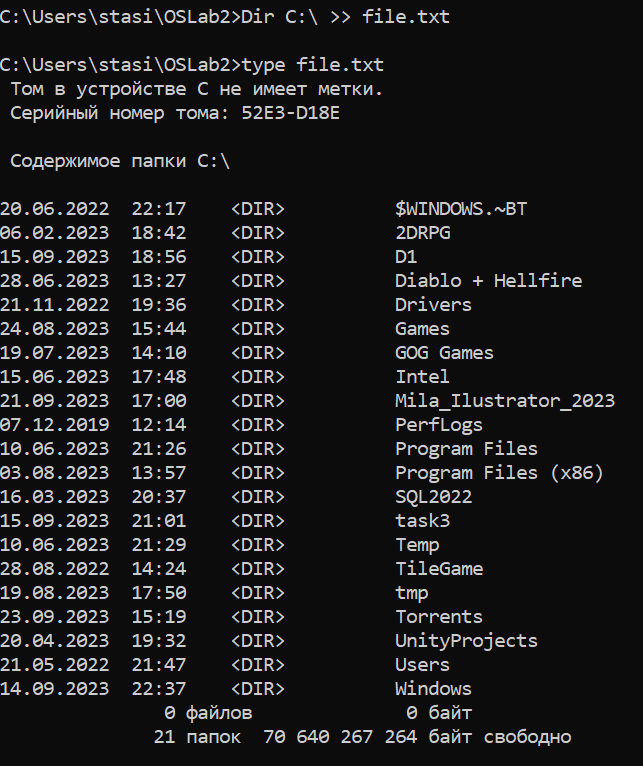 C:\Users\stasi\OSLab2>Dir C:\ >> file.txt
C:\Users\stasi\OSLab2>type file.txt
Том в устройстве C не имеет метки.
Серийный номер тома: 52E3-D18E
Содержимое папки C:\
20.06.2022  22:17    <DIR>          $WINDOWS.~BT
06.02.2023  18:42    <DIR>          2DRPG
15.09.2023  18:56    <DIR>          D1
28.06.2023  13:27    <DIR>          Diablo + Hellfire
21.11.2022  19:36    <DIR>          Drivers
24.08.2023  15:44    <DIR>          Games
19.07.2023  14:10    <DIR>          GOG Games
15.06.2023  17:48    <DIR>          Intel
21.09.2023  17:00    <DIR>          Mila_Ilustrator_2023
07.12.2019  12:14    <DIR>          PerfLogs
10.06.2023  21:26    <DIR>          Program Files
03.08.2023  13:57    <DIR>          Program Files (x86)
16.03.2023  20:37    <DIR>          SQL2022
15.09.2023  21:01    <DIR>          task3
10.06.2023  21:29    <DIR>          Temp
28.08.2022  14:24    <DIR>          TileGame
19.08.2023  17:50    <DIR>          tmp
23.09.2023  15:19    <DIR>          Torrents
20.04.2023  19:32    <DIR>          UnityProjects
21.05.2022  21:47    <DIR>          Users
14.09.2023  22:37    <DIR>          Windows
0 файлов              0 байт
21 папок  70 640 267 264 байт свободно